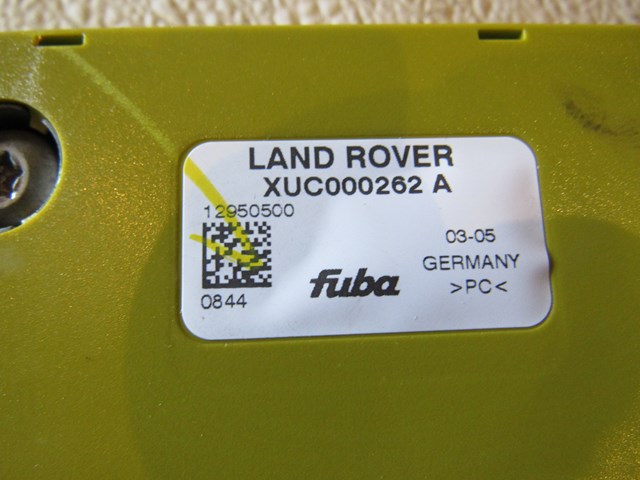 LAND ROVER
XUC000262 A
12950500
0844
fuba
03-05
GERMANY
>PC<